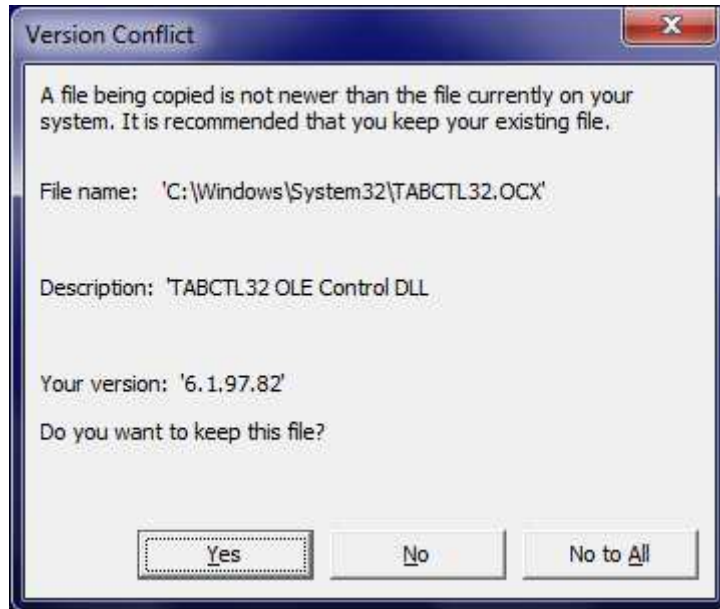 Version Conflict
A file being copied is not newer than the file currently on your
system. It is recommended that you keep your existing file.
File name: 'C:\Windows\System32\TABCTL32.OCX'
Description: 'TABCTL32 OLE Control DLL
Your version: '6.1.97.82'
Do you want to keep this file?
Yes No No to All